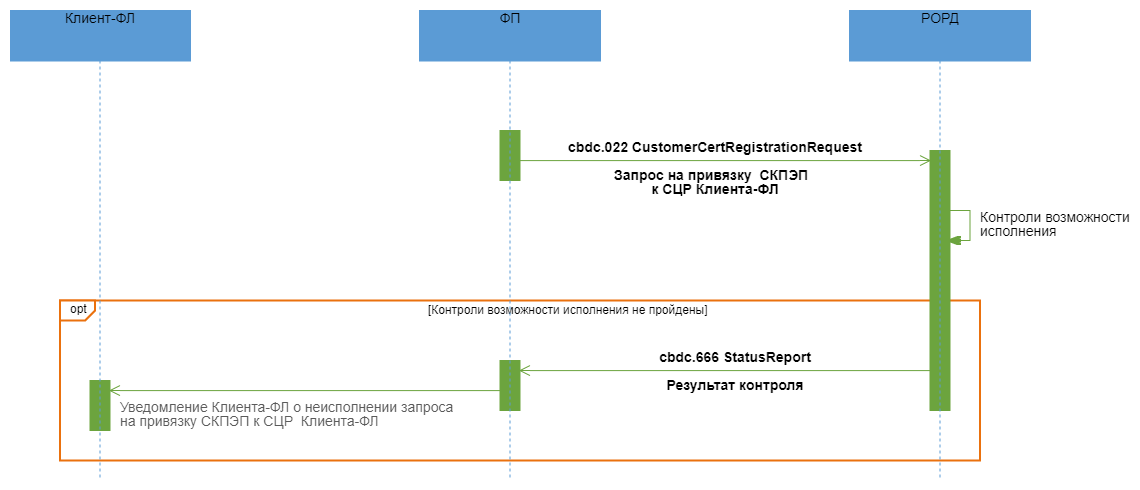 Клиент-ФЛ
ФП
РОРД
cbdc.022 CustomerCertRegistrationRequest
Запрос на привязку СКПЭП
к СЦР Клиента-ФЛ
Контроли возможности
исполнения
opt
[Контроли возможности исполнения не пройдены]
cbdc.666 StatusReport
Результат контроля
Уведомление Клиента-ФЛ о неисполнении запроса
на привязку СКПЭП к СЦР Клиента-ФЛ